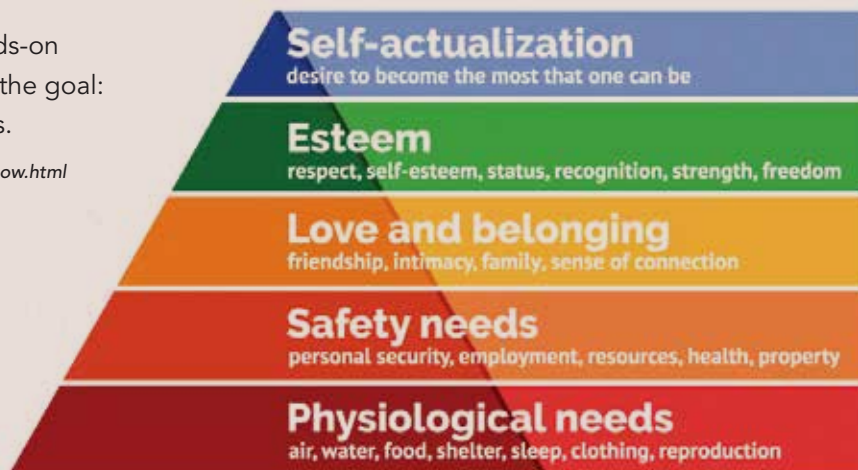 ds-on
the goal:
s.
ow.html
Self-actualization
desire to become the most that one can be
Esteem
respect, self-esteem, status, recognition, strength, freedom
Love and belonging
friendship, intimacy, family, sense of connection
Safety needs
personal security, employment, resources, health, property
Physiological needs
air, water, food, shelter, sleep, clothing, reproduction